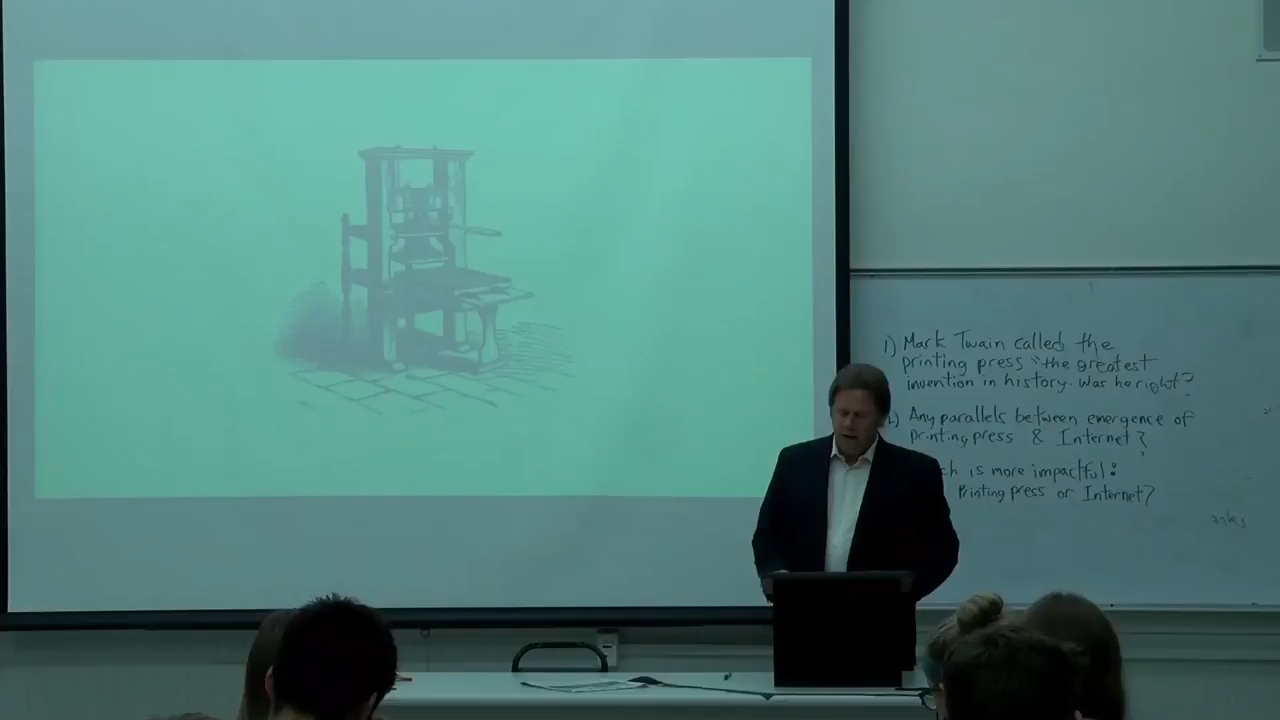 1) Mark Twain called the
printing press "the greatest
invention in history. Was he right?
) Any parallels between emergence of
printing press & Internet?
ch is more impactful:
Printing press or Internet?